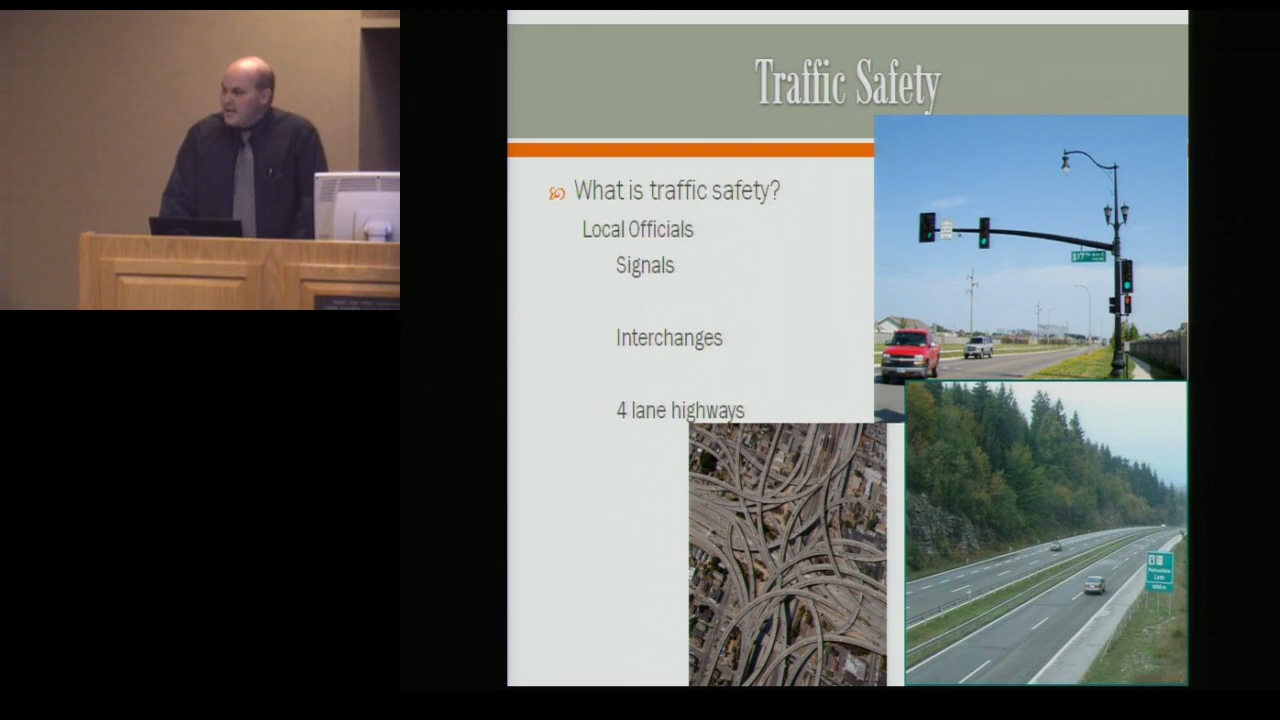 Traffic Safety
What is traffic safety?
Local Officials
Signals
Interchanges
4 lane highways